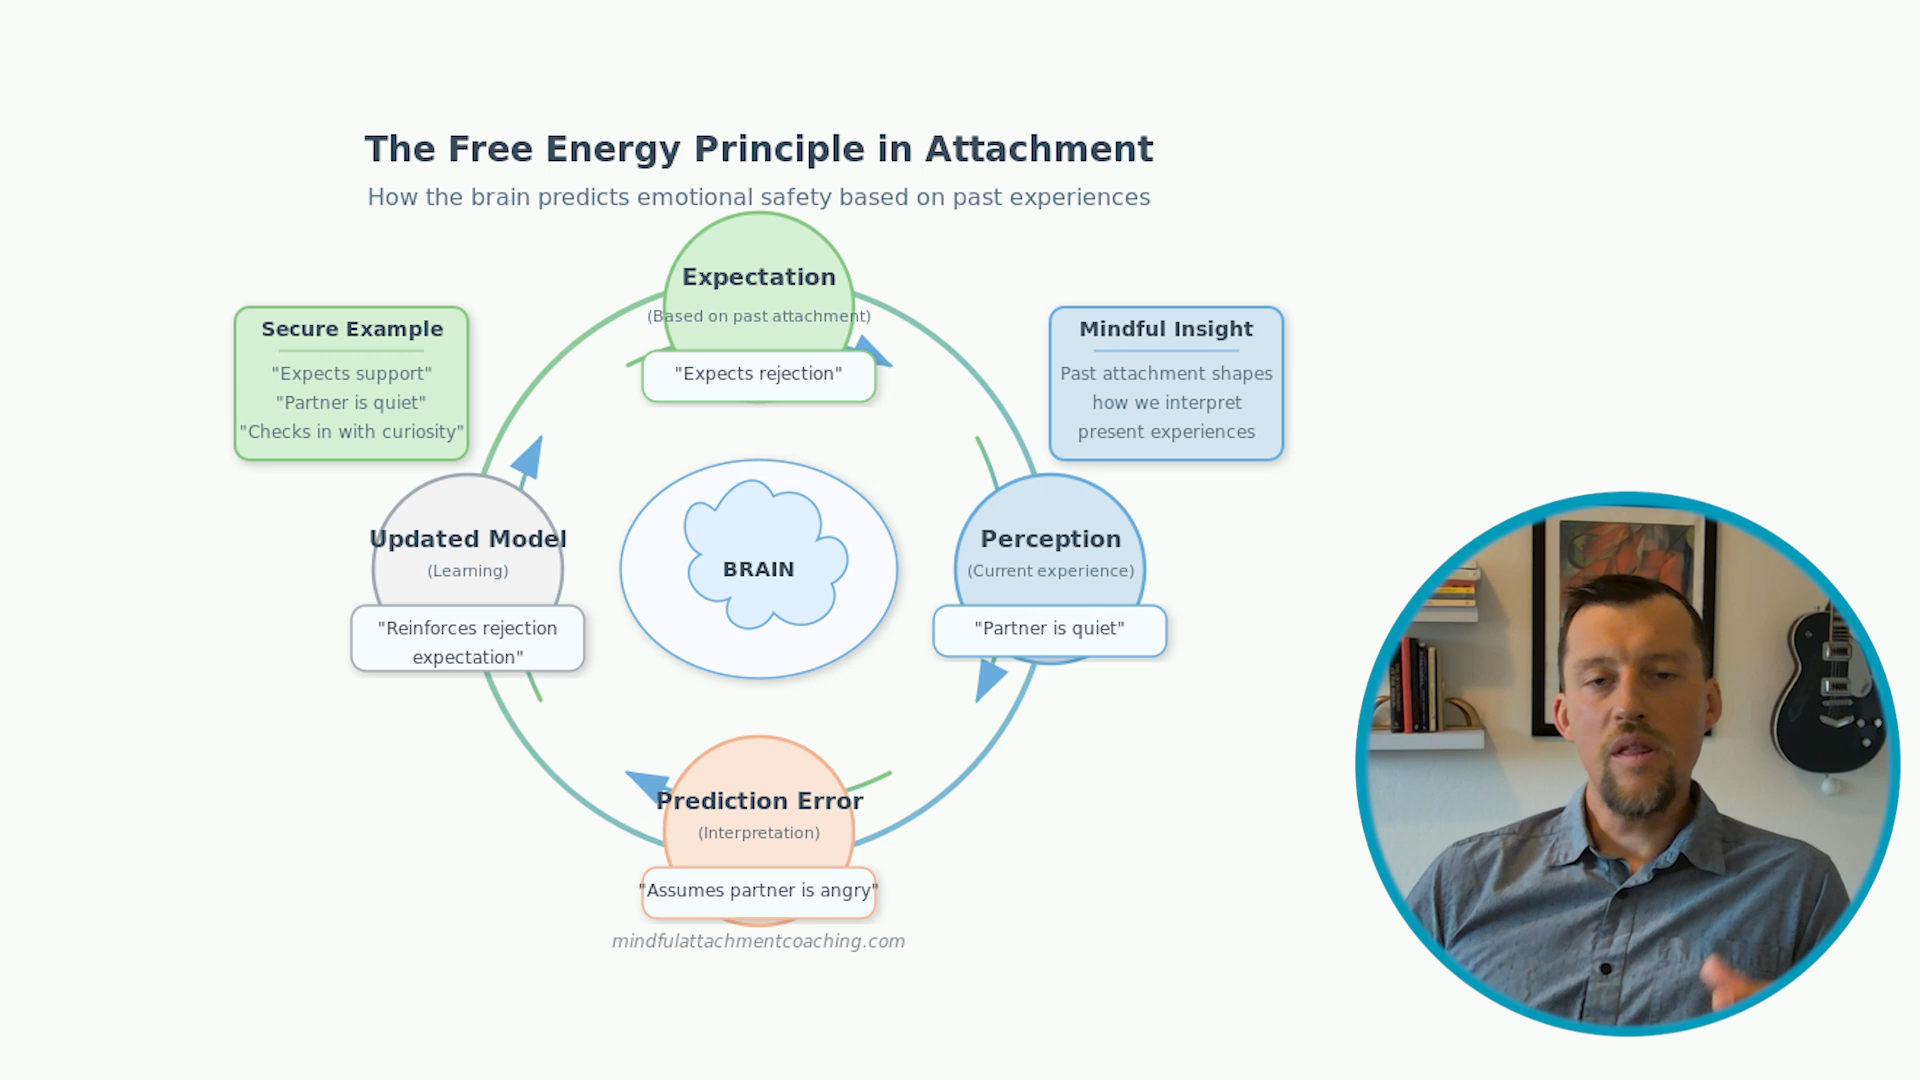 The Free Energy Principle in Attachment
How the brain predicts emotional safety based on past experiences
Expectation
(Based on past attachment)
"Expects rejection"
Secure Example
"Expects support"
"Partner is quiet"
"Checks in with curiosity"
Mindful Insight
Past attachment shapes
how we interpret
present experiences
Updated Model
(Learning)
"Reinforces rejection
expectation"
BRAIN
Perception
(Current experience)
"Partner is quiet"
Prediction Error
(Interpretation)
"Assumes partner is angry"
mindfulattachmentcoaching.com